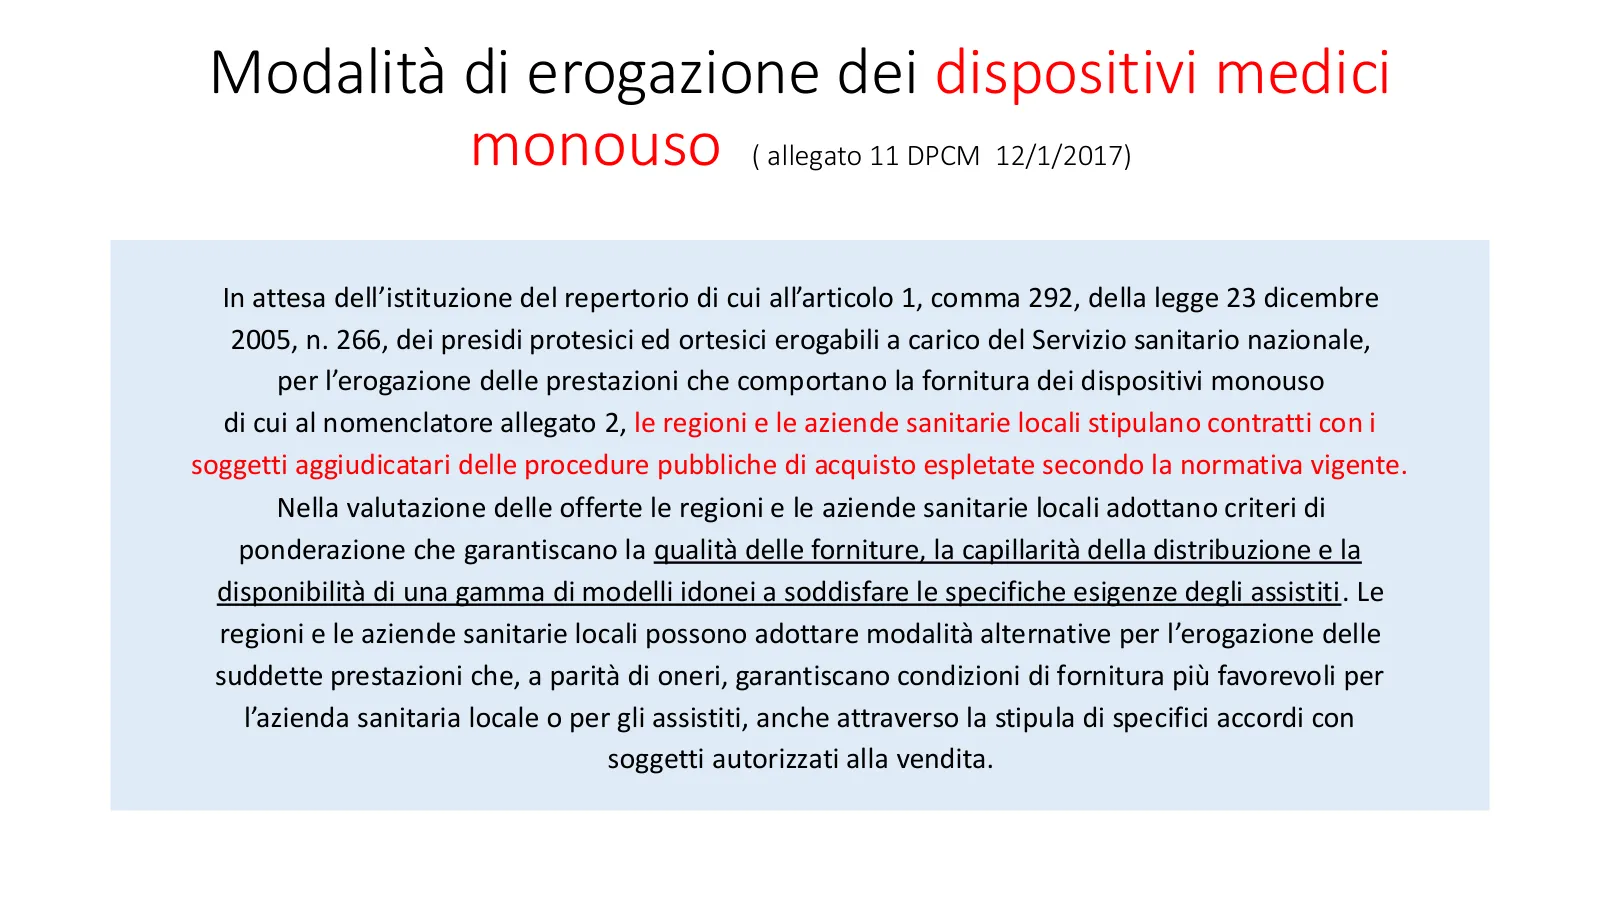 Modalità di erogazione dei dispositivi medici
monouso ( allegato 11 DPCM 12/1/2017)
In attesa dell’istituzione del repertorio di cui all’articolo 1, comma 292, della legge 23 dicembre
2005, n. 266, dei presidi protesici ed ortesici erogabili a carico del Servizio sanitario nazionale,
per l’erogazione delle prestazioni che comportano la fornitura dei dispositivi monouso
di cui al nomenclatore allegato 2, le regioni e le aziende sanitarie locali stipulano contratti con i
soggetti aggiudicatari delle procedure pubbliche di acquisto espletate secondo la normativa vigente.
Nella valutazione delle offerte le regioni e le aziende sanitarie locali adottano criteri di
ponderazione che garantiscano la qualità delle forniture, la capillarità della distribuzione e la
disponibilità di una gamma di modelli idonei a soddisfare le specifiche esigenze degli assistiti. Le
regioni e le aziende sanitarie locali possono adottare modalità alternative per l’erogazione delle
suddette prestazioni che, a parità di oneri, garantiscano condizioni di fornitura più favorevoli per
l’azienda sanitaria locale o per gli assistiti, anche attraverso la stipula di specifici accordi con
soggetti autorizzati alla vendita.